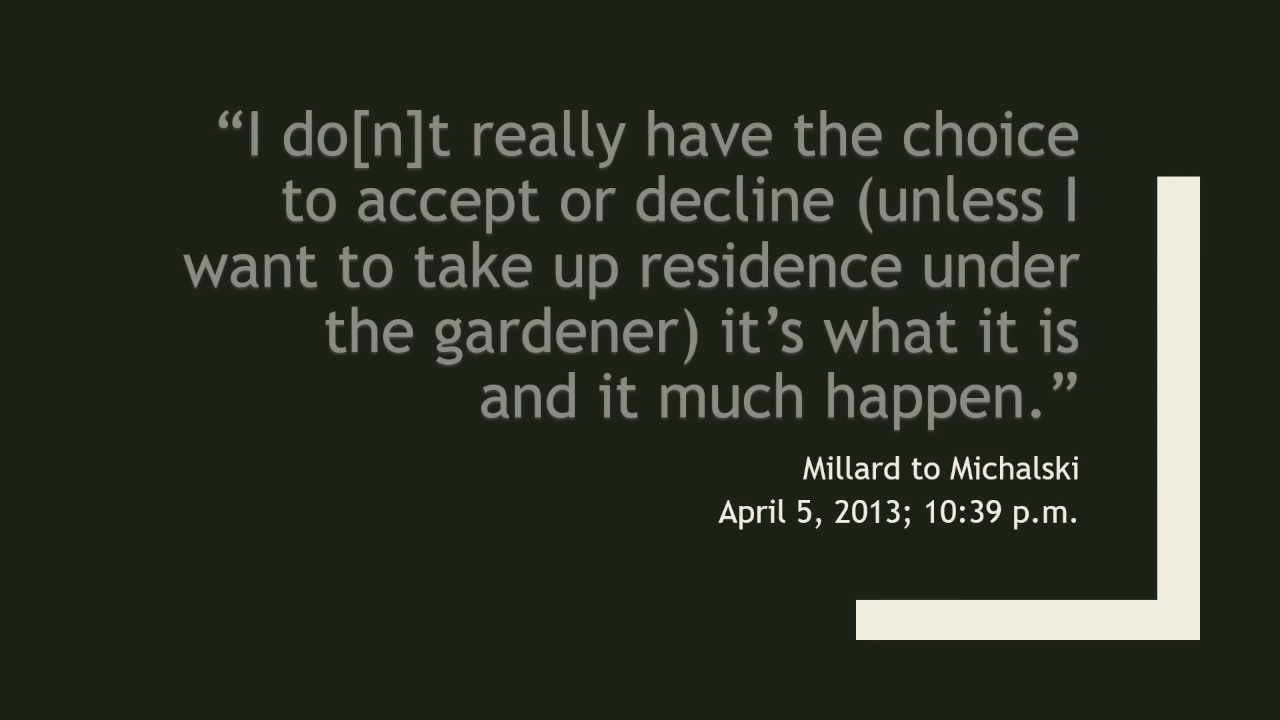 “I do[n]t really have the choice
to accept or decline (unless I
want to take up residence under
the gardener) it’s what it is
and it much happen.”
Millard to Michalski
April 5, 2013; 10:39 p.m.